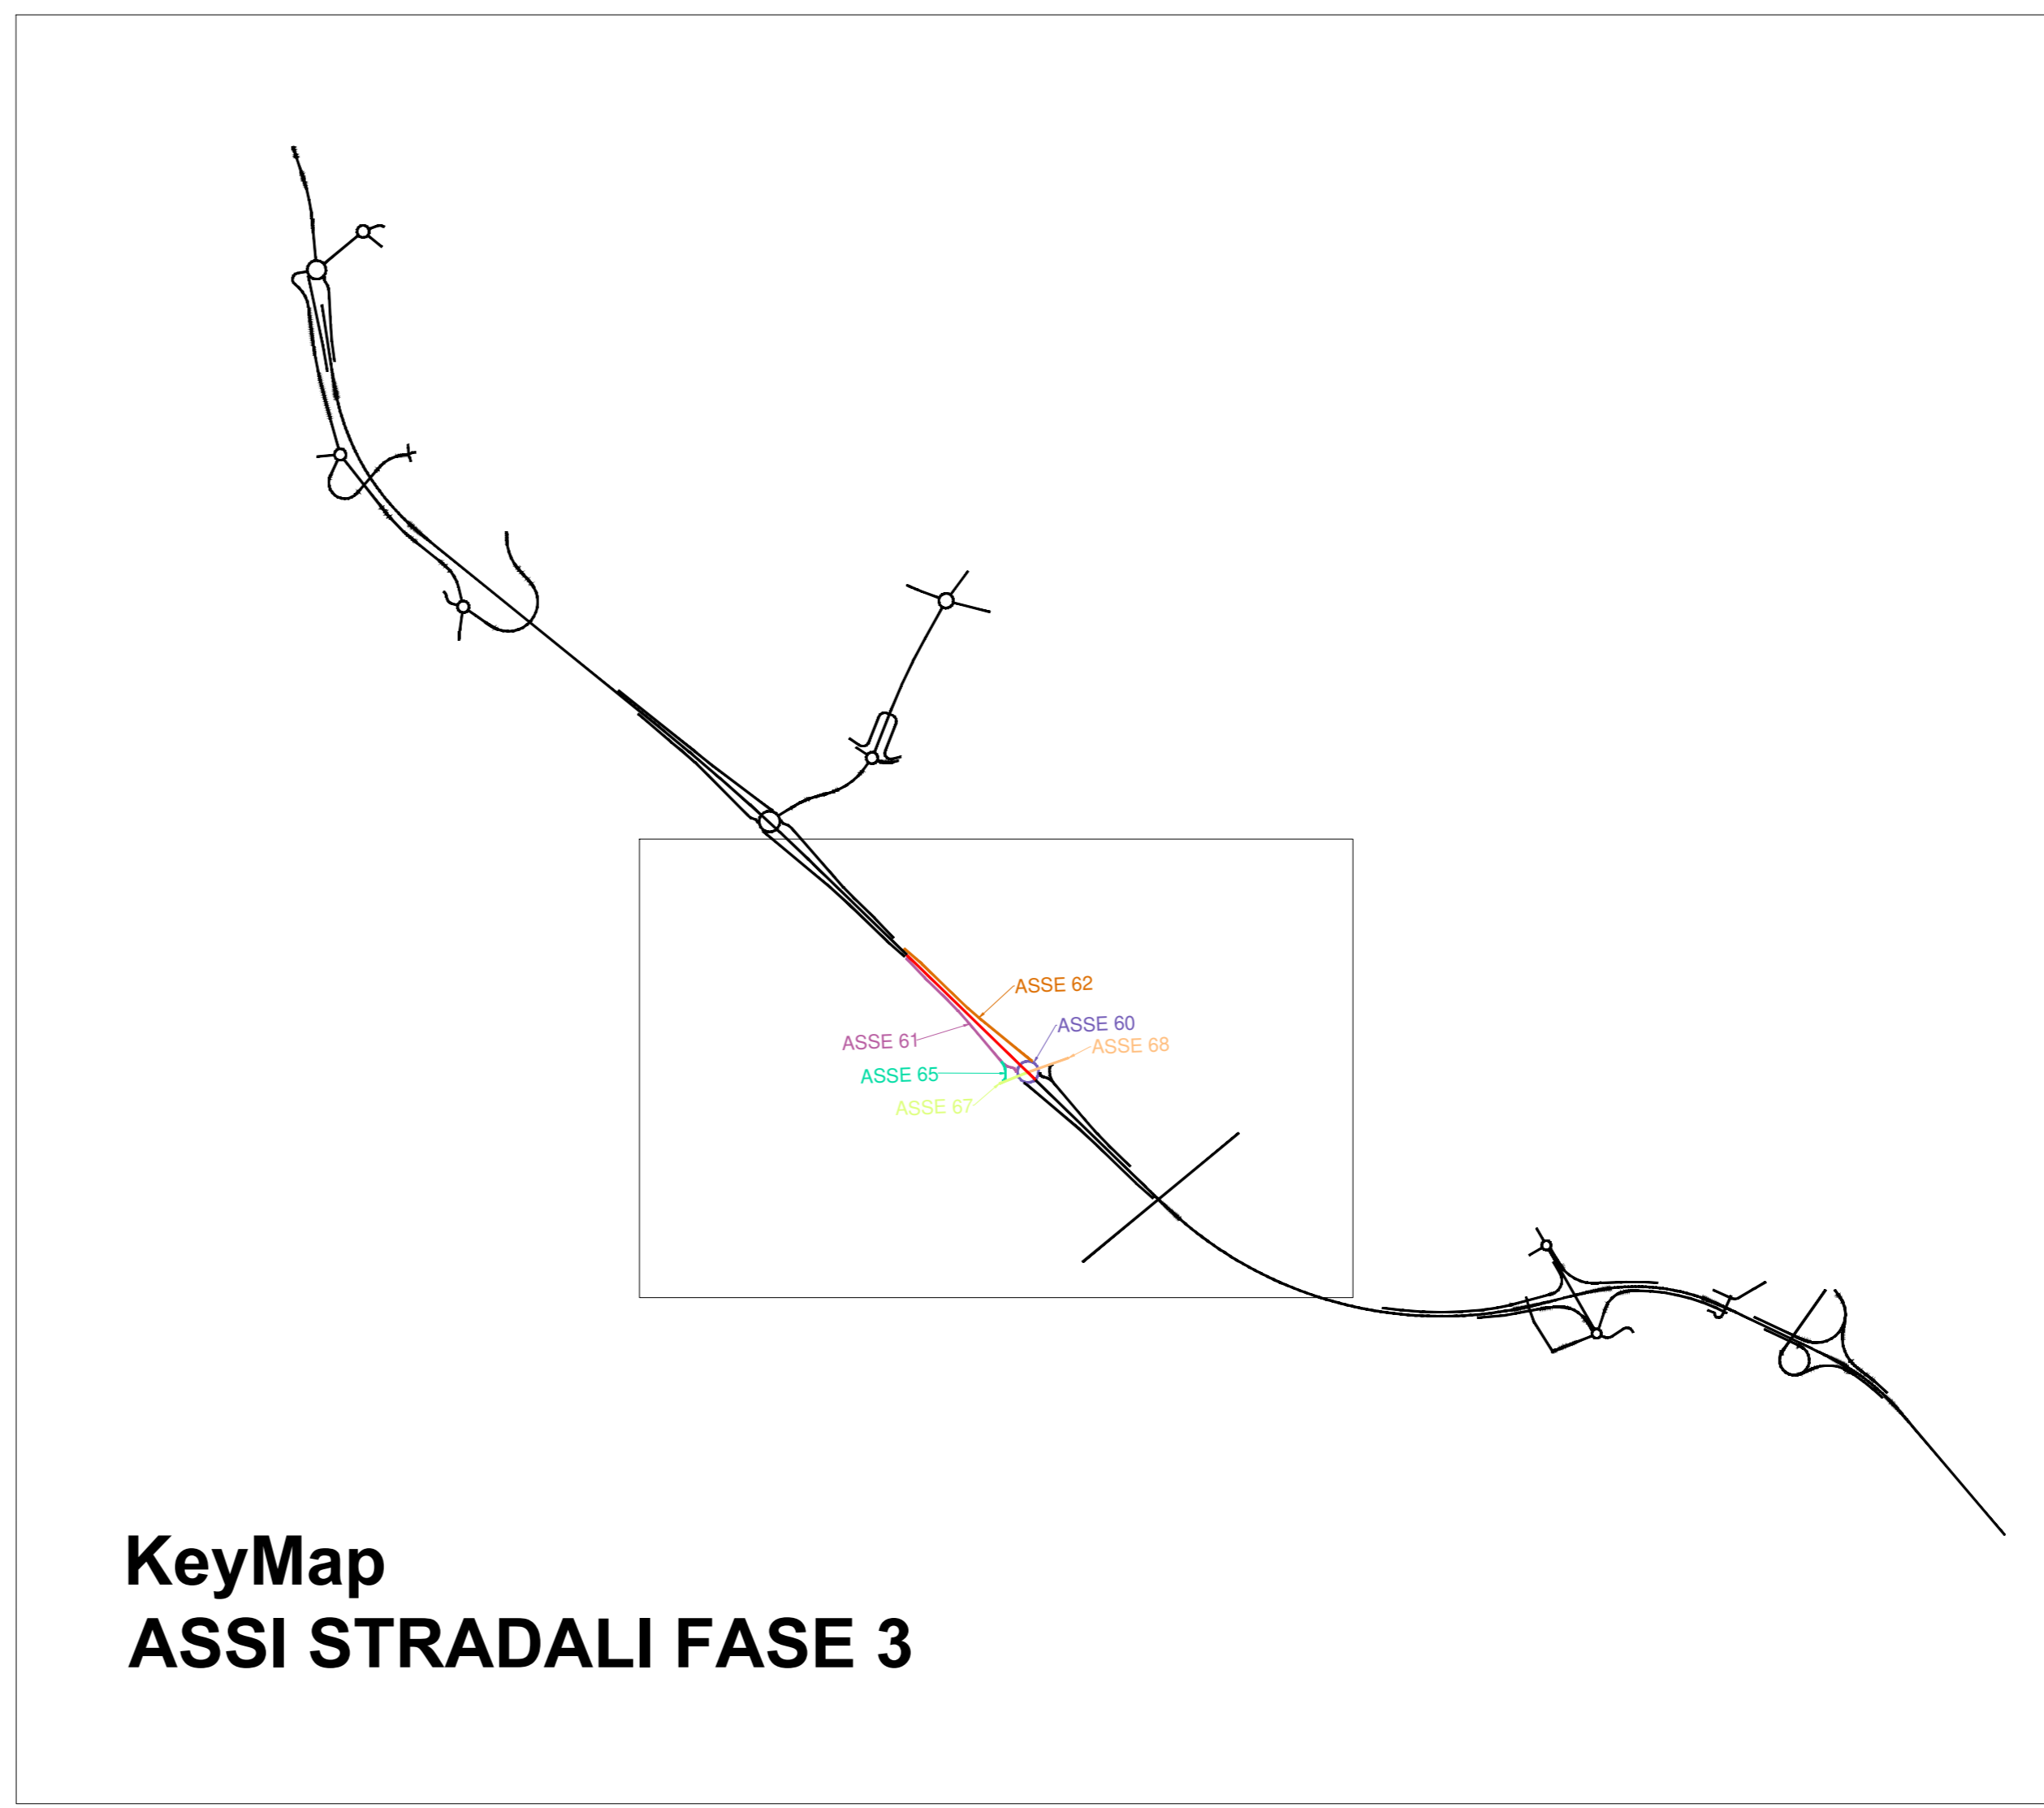 ASSE 62
ASSE 60
ASSE 61
ASSE 68
ASSE 65
ASSE 67
KeyMap
ASSI STRADALI FASE 3